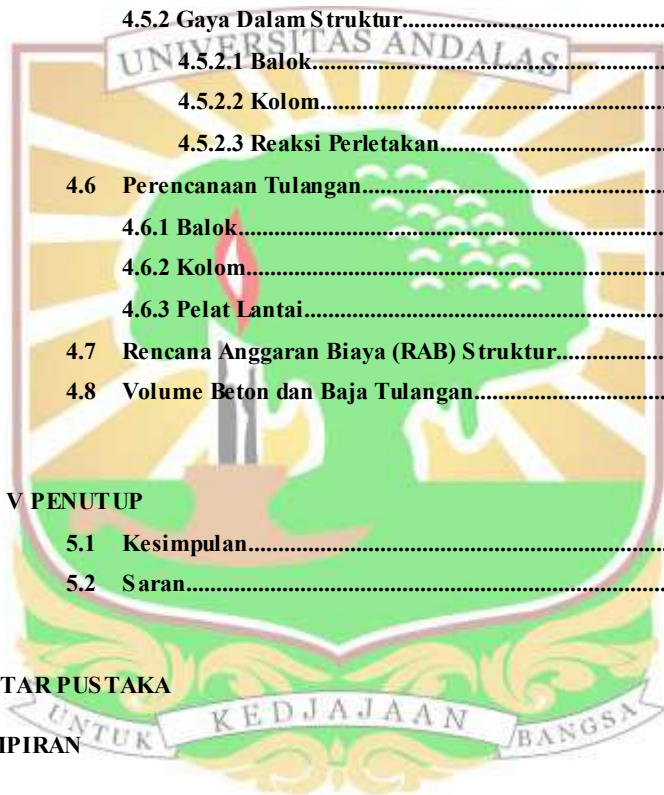 4.5.2 Gaya Dalam Struktur
UNIVERSITAS ANDALAS
4.5.2.1 Balok
4.5.2.2 Kolom
4.5.2.3 Reaksi Perletakan
4.6 Perencanaan Tulangan
4.6.1 Balok
4.6.2 Kolom
4.6.3 Pelat Lantai
4.7 Rencana Anggaran Biaya (RAB) Struktur
4.8 Volume Beton dan Baja Tulangan
V PENUTUP
5.1 Kesimpulan
5.2 Saran
TAR PUSTAKA
UNTUK KEDJAJAAN BANGSA
IPIRAN